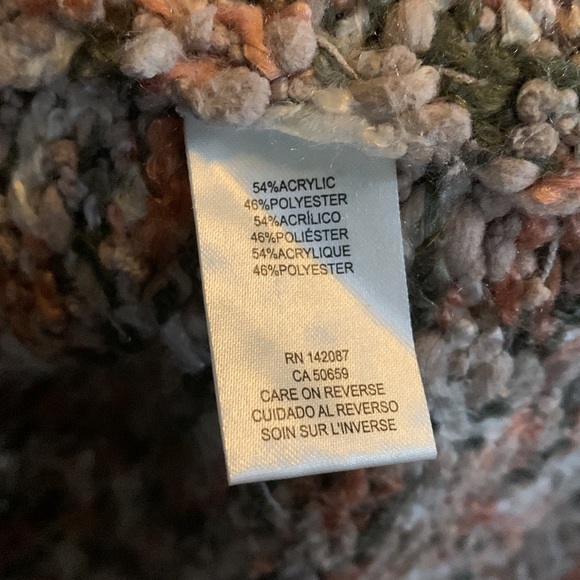 54%ACRYLIC
46%POLYESTER
54%ACRÍLICO
46%POLIÉSTER
54%ACRYLIQUE
46%POLYESTER
RN 142087
CA 50659
CARE ON REVERSE
CUIDADO AL REVERSO
SOIN SUR L'INVERSE